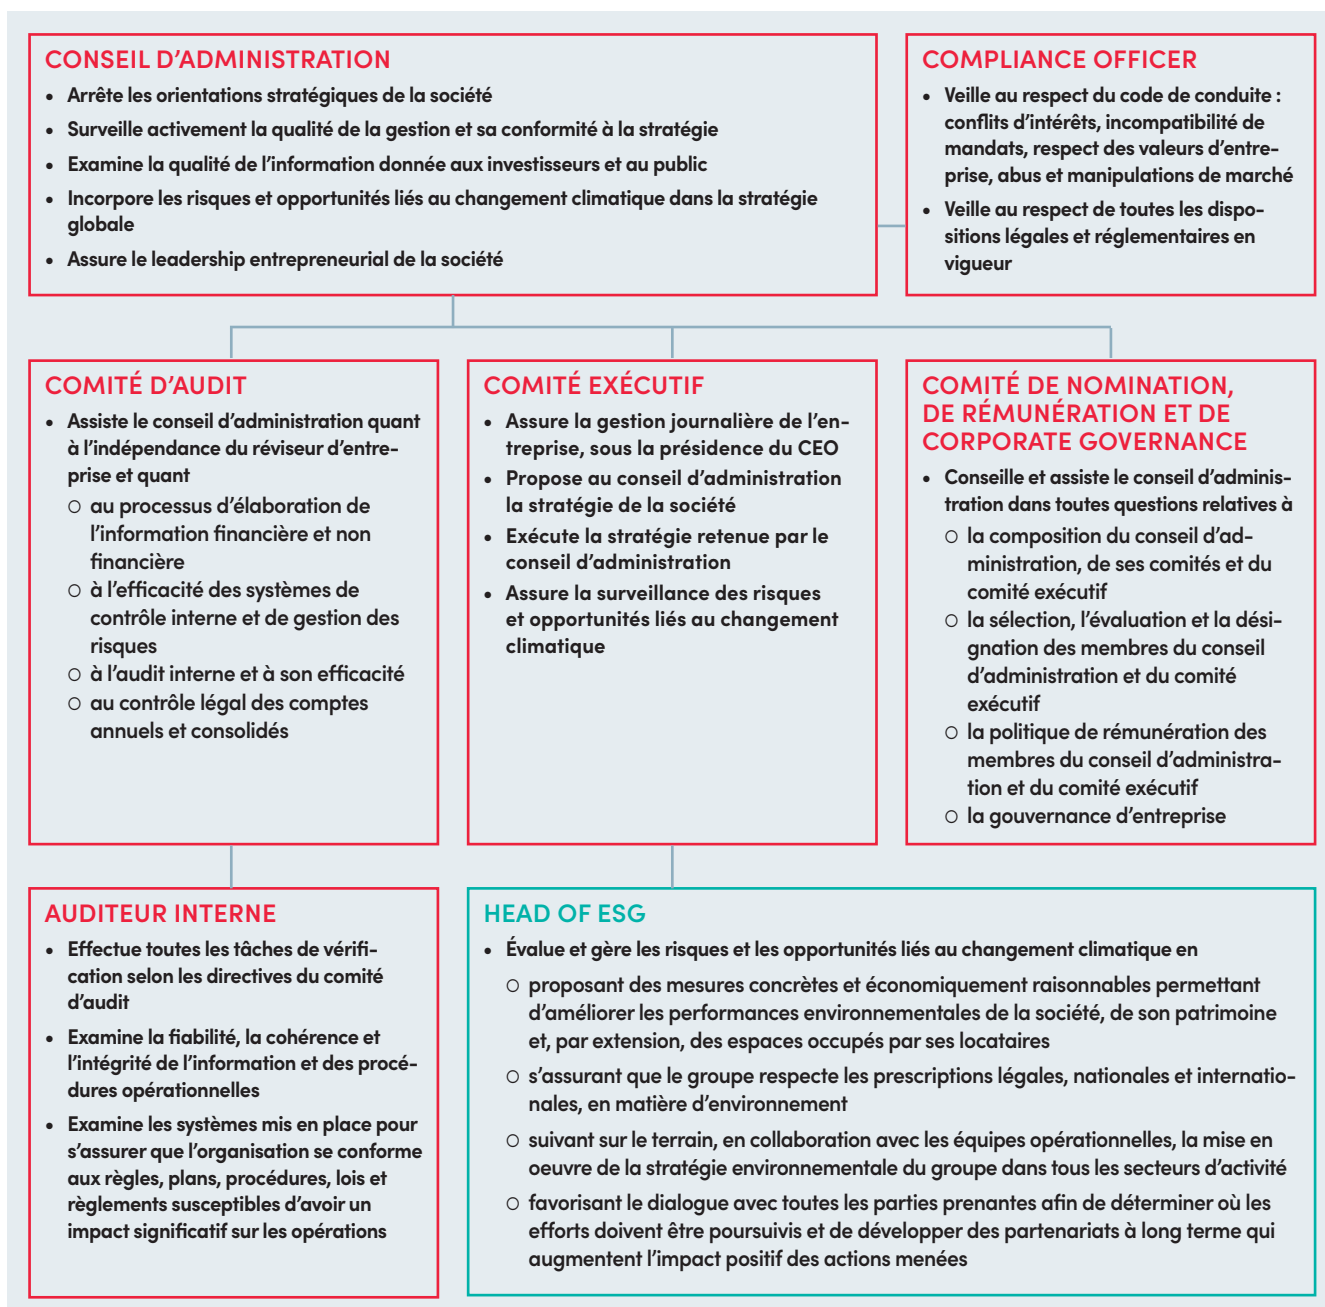 CONSEIL D'ADMINISTRATION
• Arrête les orientations stratégiques de la société
• Surveille activement la qualité de la gestion et sa conformité à la stratégie
• Examine la qualité de l'information donnée aux investisseurs et au public
• Incorpore les risques et opportunités liés au changement climatique dans la stratégie
globale
• Assure le leadership entrepreneurial de la société
COMPLIANCE OFFICER
• Veille au respect du code de conduite :
conflits d'intérêts, incompatibilité de
mandats, respect des valeurs d'entre-
prise, abus et manipulations de marché
• Veille au respect de toutes les dispo-
sitions légales et réglementaires en
vigueur
COMITÉ D'AUDIT
• Assiste le conseil d'administration quant
à l'indépendance du réviseur d'entre-
prise et quant
O au processus d'élaboration de
l'information financière et non
financière
O à l'efficacité des systèmes de
contrôle interne et de gestion des
risques
O à l'audit interne et à son efficacité
O au contrôle légal des comptes
annuels et consolidés
COMITÉ EXÉCUTIF
• Assure la gestion journalière de l'en-
treprise, sous la présidence du CEO
• Propose au conseil d'administration
la stratégie de la société
• Exécute la stratégie retenue par le
conseil d'administration
• Assure la surveillance des risques
et opportunités liés au changement
climatique
COMITÉ DE NOMINATION,
DE RÉMUNÉRATION ET DE
CORPORATE GOVERNANCE
• Conseille et assiste le conseil d'adminis-
tration dans toutes questions relatives à
O la composition du conseil d'ad-
ministration, de ses comités et du
comité exécutif
O la sélection, l'évaluation et la dési-
gnation des membres du conseil
d'administration et du comité
exécutif
O la politique de rémunération des
membres du conseil d'administra-
tion et du comité exécutif
O la gouvernance d'entreprise
AUDITEUR INTERNE
• Effectue toutes les tâches de vérifi-
cation selon les directives du comité
d'audit
• Examine la fiabilité, la cohérence et
l'intégrité de l'information et des procé-
dures opérationnelles
• Examine les systèmes mis en place pour
s'assurer que l'organisation se conforme
aux règles, plans, procédures, lois et
règlements susceptibles d'avoir un
impact significatif sur les opérations
HEAD OF ESG
• Évalue et gère les risques et les opportunités liés au changement climatique en
O proposant des mesures concrètes et économiquement raisonnables permettant
d'améliorer les performances environnementales de la société, de son patrimoine
et, par extension, des espaces occupés par ses locataires
O s'assurant que le groupe respecte les prescriptions légales, nationales et internatio-
nales, en matière d'environnement
O suivant sur le terrain, en collaboration avec les équipes opérationnelles, la mise en
oeuvre de la stratégie environnementale du groupe dans tous les secteurs d'activité
O favorisant le dialogue avec toutes les parties prenantes afin de déterminer où les
efforts doivent être poursuivis et de développer des partenariats à long terme qui
augmentent l'impact positif des actions menées